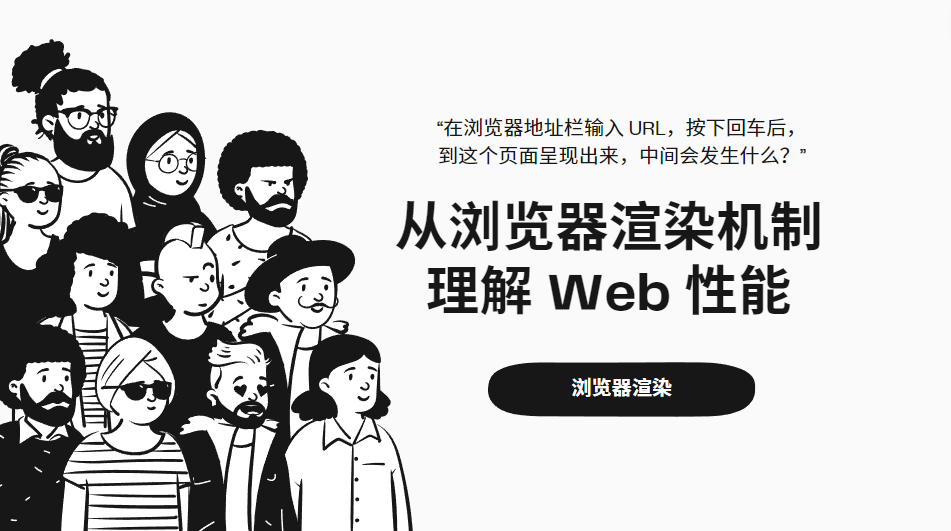 “在浏览器地址栏输入 URL，按下回车后，
到这个页面呈现出来，中间会发生什么？”
从浏览器渲染机制
理解 Web 性能
浏览器渲染